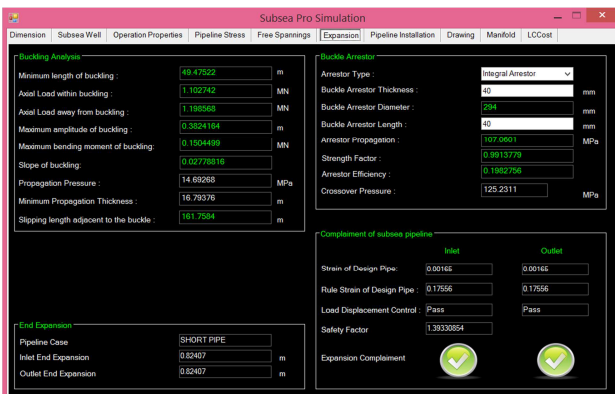 Subsea Pro Simulation
Dimension Subsea Well Operation Properties Pipeline Stress Free Spannings Expansion Pipeline Installation Drawing Manifold LCCost
Buckling Analysis
Minimum length of buckling : 49.47522 m
Axial Load within buckling : 1.102742 MN
Axial Load away from buckling : 1.198568 MN
Maximum amplitude of buckling : 0.3824164 m
Maximum bending moment of buckling: 0.1504499 MN
Slope of buckling: 0.02778816
Propagation Pressure : 14.69268 MPa
Minimum Propagation Thickness : 16.79376 m
Slipping length adjacent to the buckle : 161.7584 m
Buckle Arrestor
Arrestor Type : Integral Arrestor
Buckle Arrestor Thickness : 40 mm
Buckle Arrestor Diameter : 294 mm
Buckle Arrestor Length : 40 mm
Arrestor Propagation : 107.0601 MPa
Strength Factor : 0.9913779
Arrestor Efficiency : 0.1982756
Crossover Pressure : 125.2311 MPa
Complaiment of subsea pipeline
Inlet Outlet
Strain of Design Pipe: 0.00165 0.00165
Rule Strain of Design Pipe : 0.17556 0.17556
Load Displacement Control : Pass Pass
Safety Factor 1.39330854
Expansion Complaiment
End Expansion
Pipeline Case SHORT PIPE
Inlet End Expansion 0.82407 m
Outlet End Expansion 0.82407 m